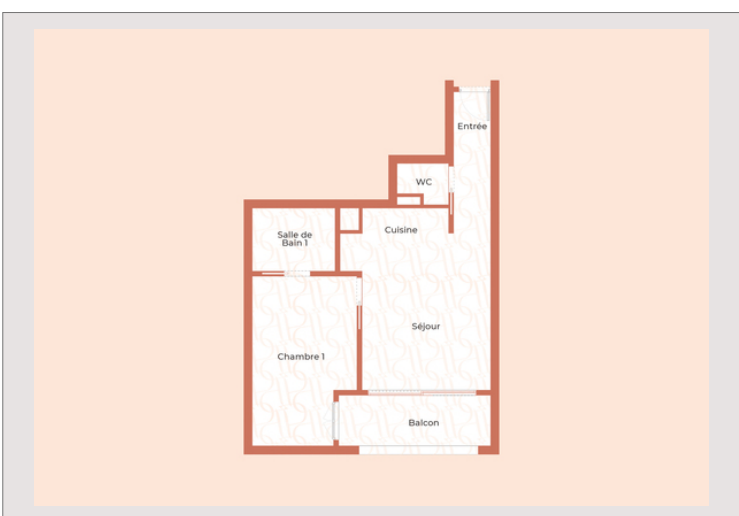 Entrée
WC
Cuisine
Salle de
Bain 1
Séjour
Chambre 1
Balcon